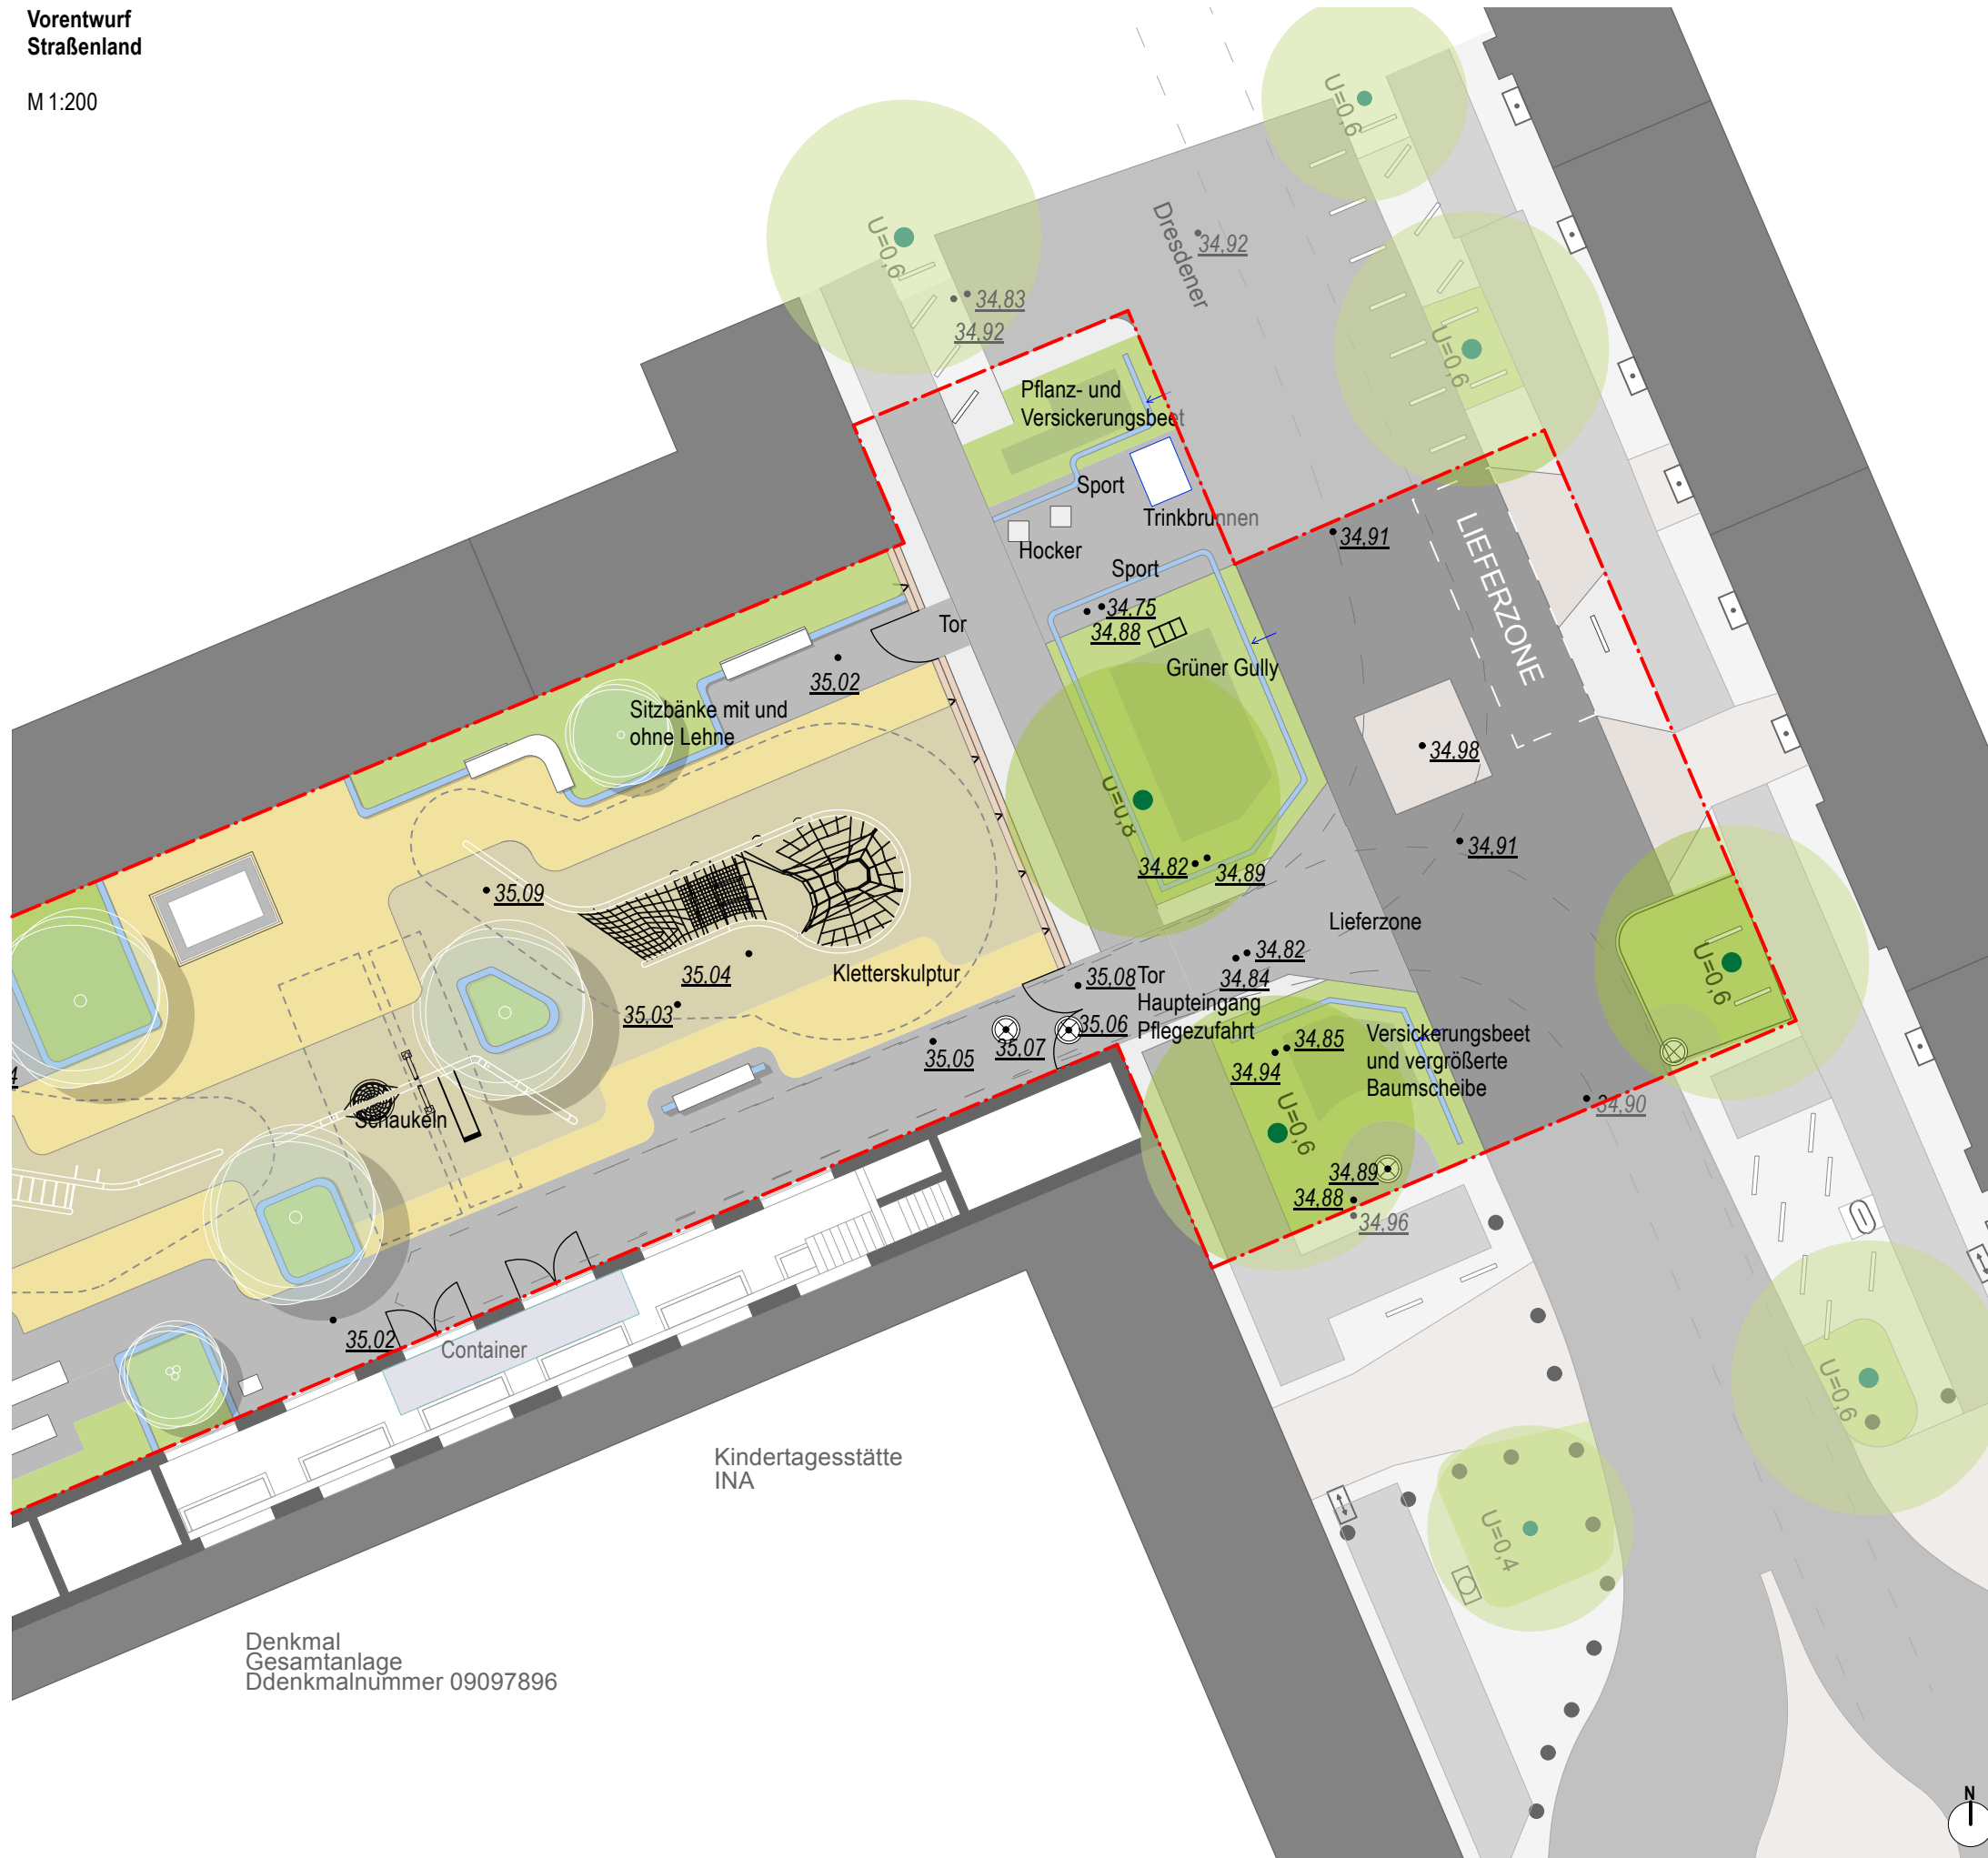 Vorentwurf
Straßenland
M 1:200
U=0,6
U=0,6
Dresdener
34,92
34,83
34,92
U=0,6
Pflanz- und
Versickerungsbeet
Sport
Trinkbrunnen
Hocker
Sport
34,91
LIEFERZONE
34,75
34,88
Tor
Grüner Gully
35,02
Sitzbänke mit und
ohne Lehne
34,98
U=0,8
34,91
34,82
34,89
35,09
Lieferzone
35,04
Kletterskulptur
34,82
34,84
35,08
Tor
Haupteingang
Pflegezufahrt
35,03
35,06
35,07
35,05
U=0,6
34,85
34,94
Versickerungsbeet
und vergrößerte
Baumscheibe
4
Schaukeln
U=0,6
34,90
34,89
34,88
34,96
35,02
Container
U=0,6
Kindertagesstätte
INA
U=0,4
Denkmal
Gesamtanlage
Ddenkmalnummer 09097896
N